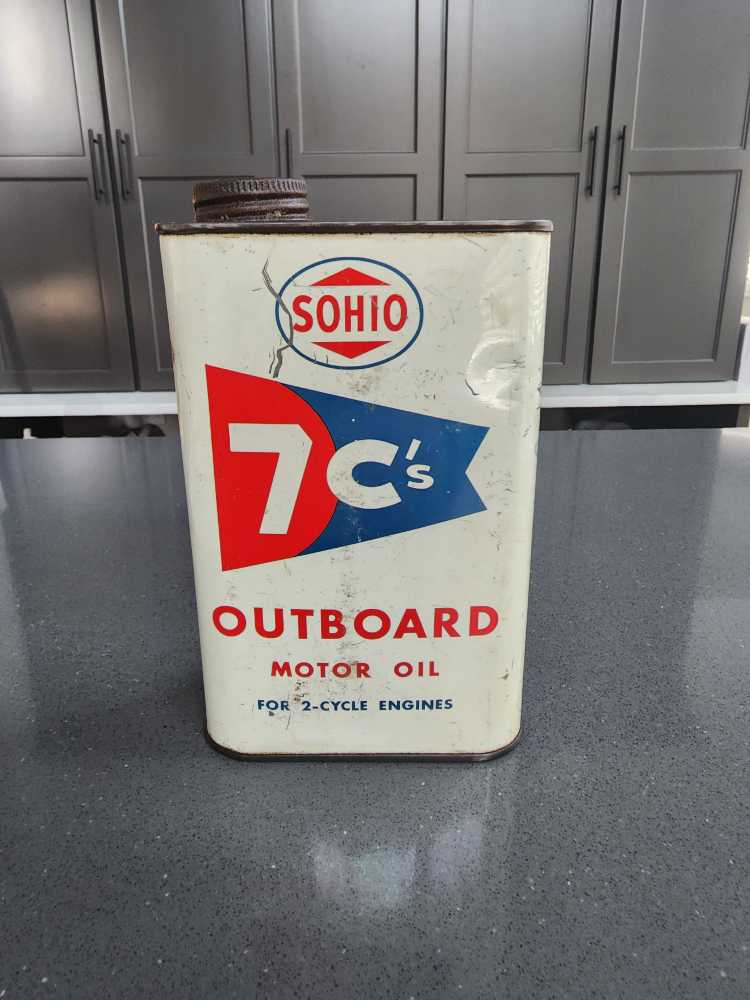 SOHIO
7C's
OUTBOARD
MOTOR OIL
FOR 2-CYCLE ENGINES